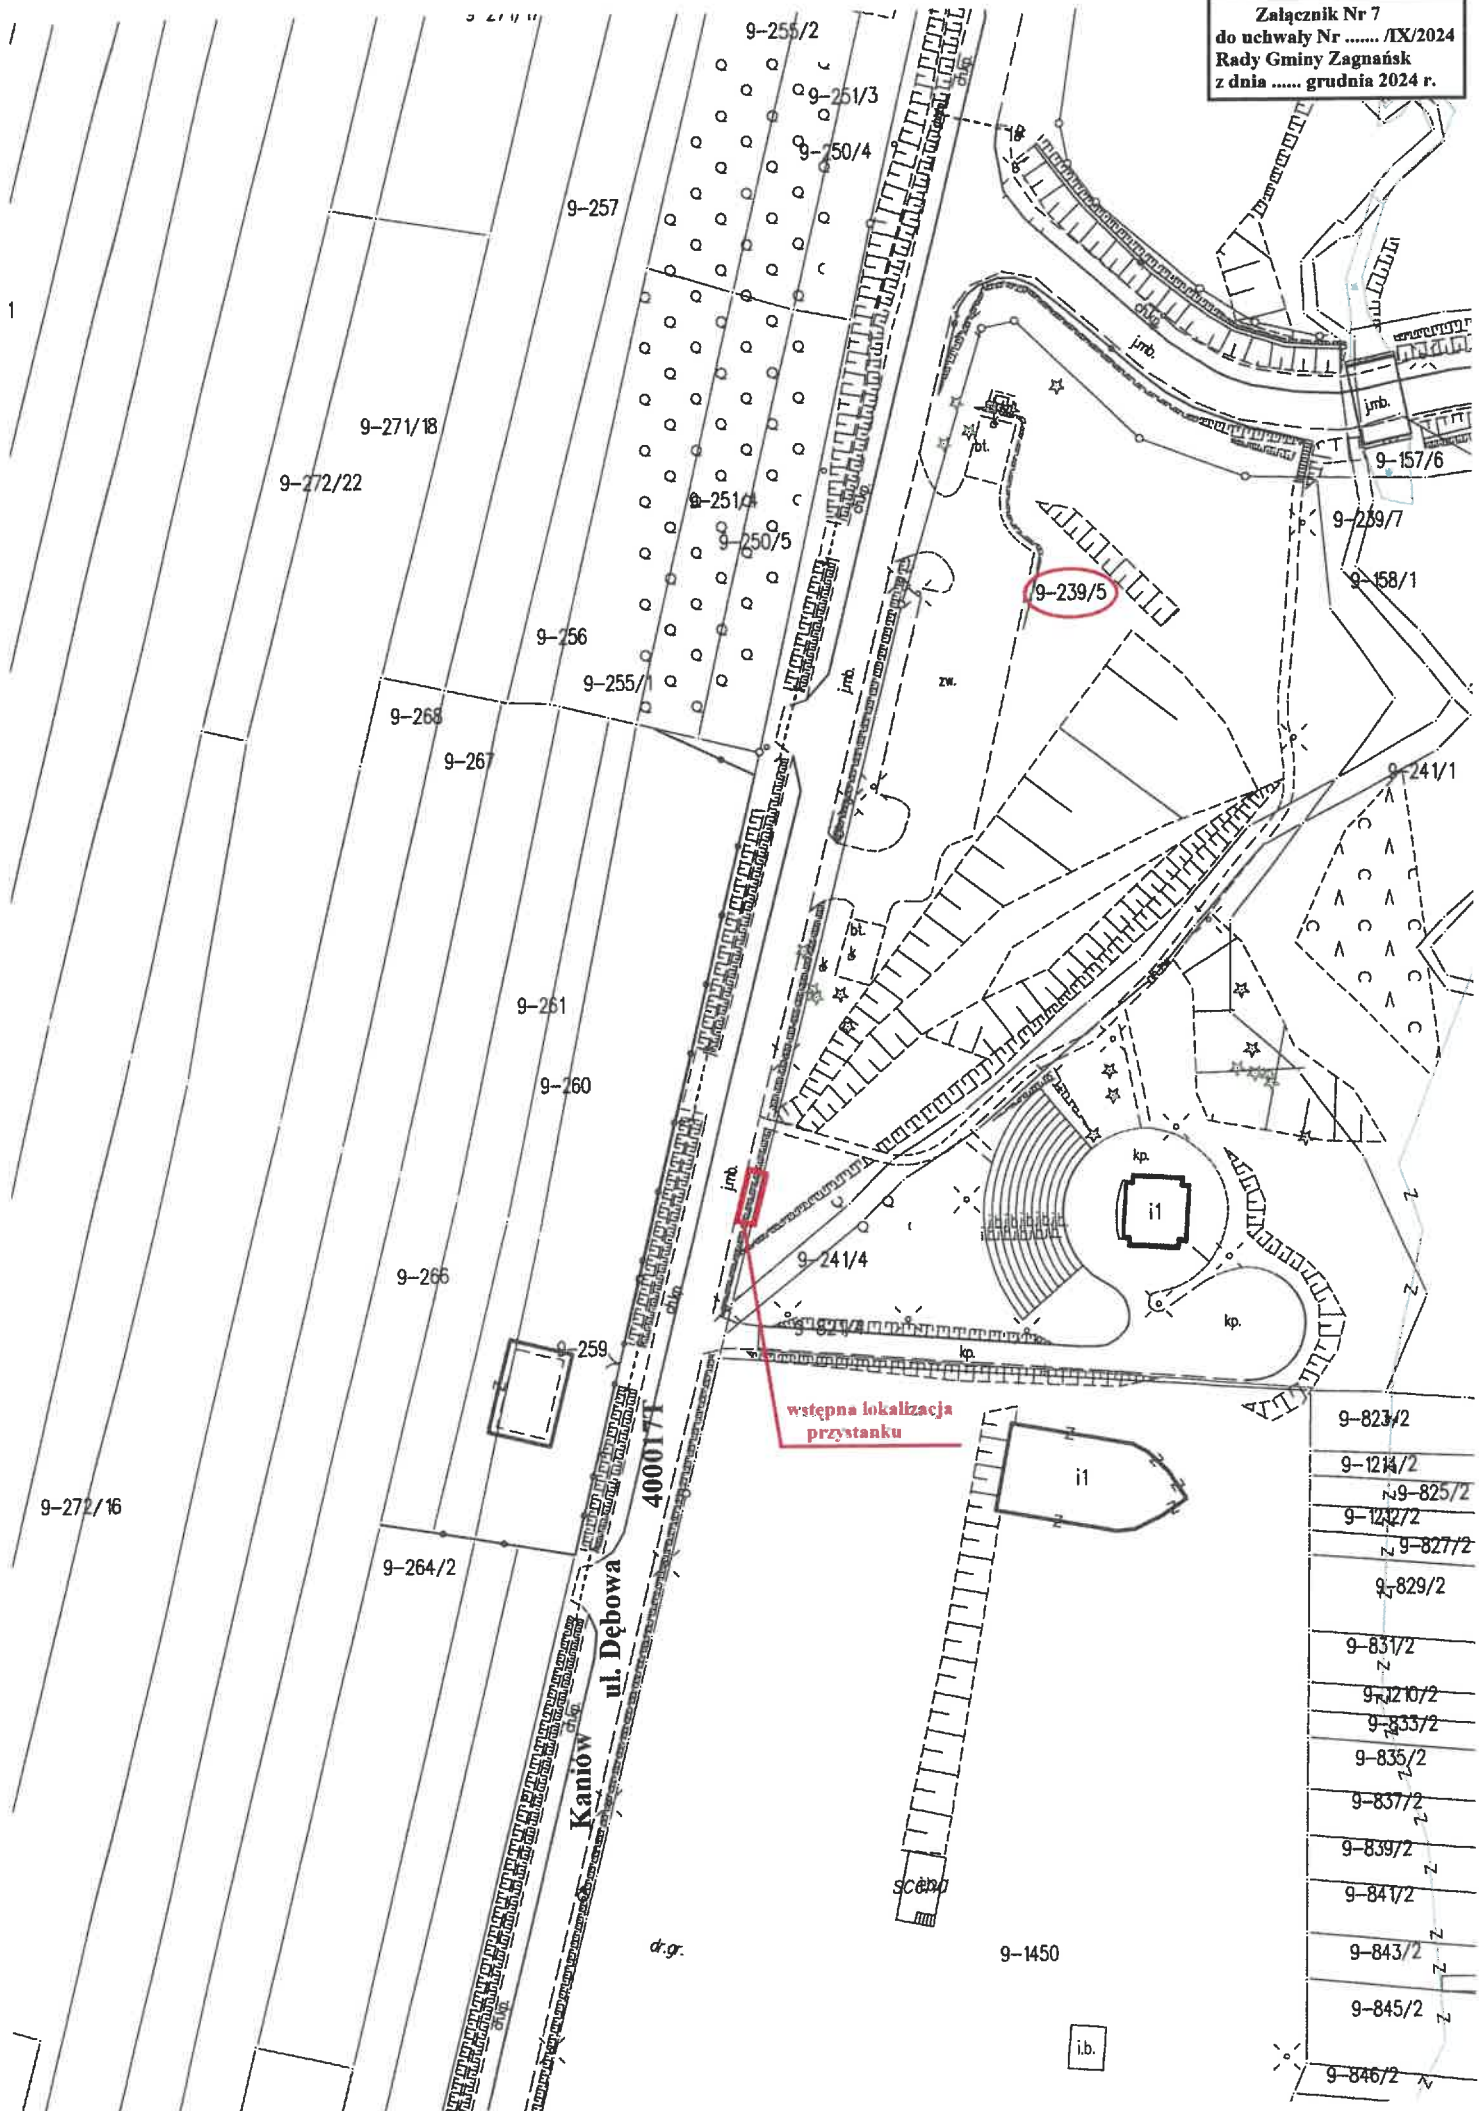 Załącznik Nr 7
do uchwały Nr ....... /IX/2024
Rady Gminy Zagnańsk
z dnia ...... grudnia 2024 r.
9-255/2
9-251/3
9-250/4
9-257
chkp.
chkp.
jmb.
jmb.
1
9-271/18
9-272/22
bt.
9-157/6
9-251/4
chkp.
9-250/5
9-239/7
9-158/1
9-239/5
9-256
9-255/1
jmb.
zw.
9-268
9-267
9-241/1
bt.
9-261
9-260
kp.
jmb.
i1
9-241/4
9-266
chkp.
kp.
9-821/4
9-259
kp.
wstępna lokalizacja
przystanku
9-823/2
400017T
i1
9-1214/2
9-825/2
9-272/16
9-1212/2
9-827/2
9-264/2
9-829/2
ul. Dębowa
9-831/2
9-1210/2
chkp.
9-833/2
9-835/2
Kaniów
9-837/2
9-839/2
scena
9-841/2
dr.gr.
9-1450
9-843/2
chkp.
9-845/2
i.b.
9-846/2